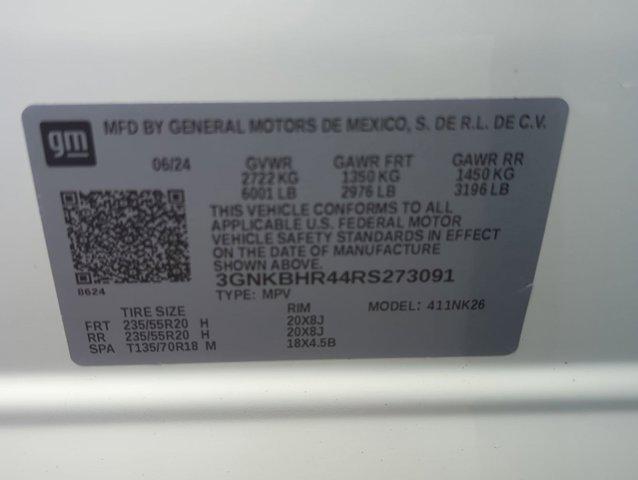 gm MFD BY GENERAL MOTORS DE MEXICO, S. DE R.L. DE C.V.
06/24 GVWR GAWR FRT GAWR RR
2722 KG 1350 KG 1450 KG
6001 LB 2976 LB 3196 LB
THIS VEHICLE CONFORMS TO ALL
APPLICABLE U.S. FEDERAL MOTOR
VEHICLE SAFETY STANDARDS IN EFFECT
ON THE DATE OF MANUFACTURE
SHOWN ABOVE.
3GNKBHR44RS273091
8624 TYPE: MPV MODEL: 411NK26
TIRE SIZE RIM
FRT 235/55R20 H 20X8J
RR 235/55R20 H 20X8J
SPA T135/70R18 M 18X4.5B